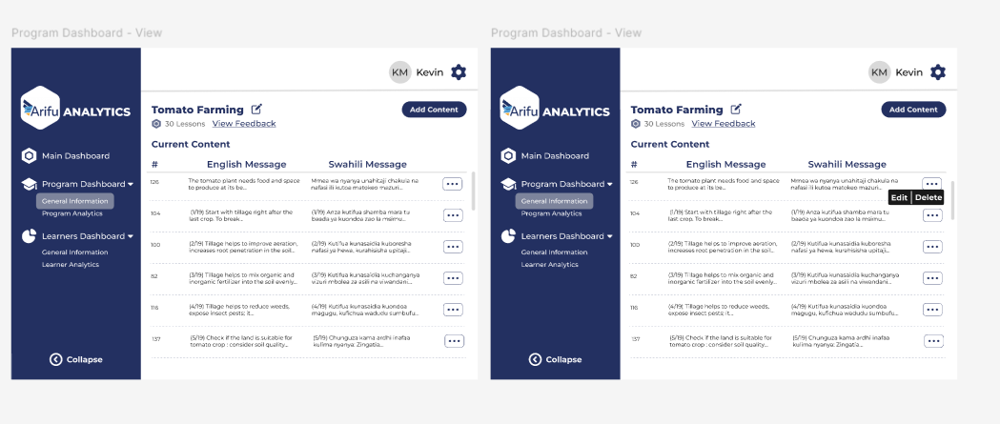 Program Dashboard - View
Arifu ANALYTICS
Main Dashboard
Program Dashboard
General Information
Program Analytics
Learners Dashboard
General Information
Learner Analytics
Collapse
KM Kevin
Tomato Farming
Add Content
30 Lessons View Feedback
Current Content
# English Message Swahili Message
126 The tomato plant needs food and space Mmea wa nyanya unahitaji chakula na
to produce at its be... nafasi ili kutoa matokeo mazuri...
104 (1/19) Start with tillage right after the (1/19) Anza kutifua shamba mara tu
last crop. To break... baada ya kuondoa zao la msimu...
100 (2/19) Tillage helps to improve aeration, (2/19) Kutifua kunasaidia kuboresha
increases root penetration in the soil... nafasi ya hewa, kurahisisha upitaji...
82 (3/19) Tillage helps to mix organic and (3/19) Kutifua kunasaidia kuchanganya
inorganic fertilizer into the soil evenly... vizuri mbolea za asili na viwandani...
116 (4/19) Tillage helps to reduce weeds, (4/19) Kutifua kunasaidia kuondoa
expose insect pests; it... magugu, kufichua wadudu sumbufu...
137 (5/19) Check if the land is suitable for (5/19) Chunguza kama ardhi inafaa
tomato crop : consider soil quality... kulima nyanya: Zingatia...
Program Dashboard - View
Arifu ANALYTICS
Main Dashboard
Program Dashboard
General Information
Program Analytics
Learners Dashboard
General Information
Learner Analytics
Collapse
KM Kevin
Tomato Farming
Add Content
30 Lessons View Feedback
Current Content
# English Message Swahili Message
126 The tomato plant needs food and space Mmea wa nyanya unahitaji chakula na
to produce at its be... nafasi ili kutoa matokeo mazuri...
Edit Delete
104 (1/19) Start with tillage right after the (1/19) Anza kutifua shamba mara tu
last crop. To break... baada ya kuondoa zao la msimu...
100 (2/19) Tillage helps to improve aeration, (2/19) Kutifua kunasaidia kuboresha
increases root penetration in the soil... nafasi ya hewa, kurahisisha upitaji...
82 (3/19) Tillage helps to mix organic and (3/19) Kutifua kunasaidia kuchanganya
inorganic fertilizer into the soil evenly... vizuri mbolea za asili na viwandani...
116 (4/19) Tillage helps to reduce weeds, (4/19) Kutifua kunasaidia kuondoa
expose insect pests; it... magugu, kufichua wadudu sumbufu...
137 (5/19) Check if the land is suitable for (5/19) Chunguza kama ardhi inafaa
tomato crop : consider soil quality... kulima nyanya: Zingatia...